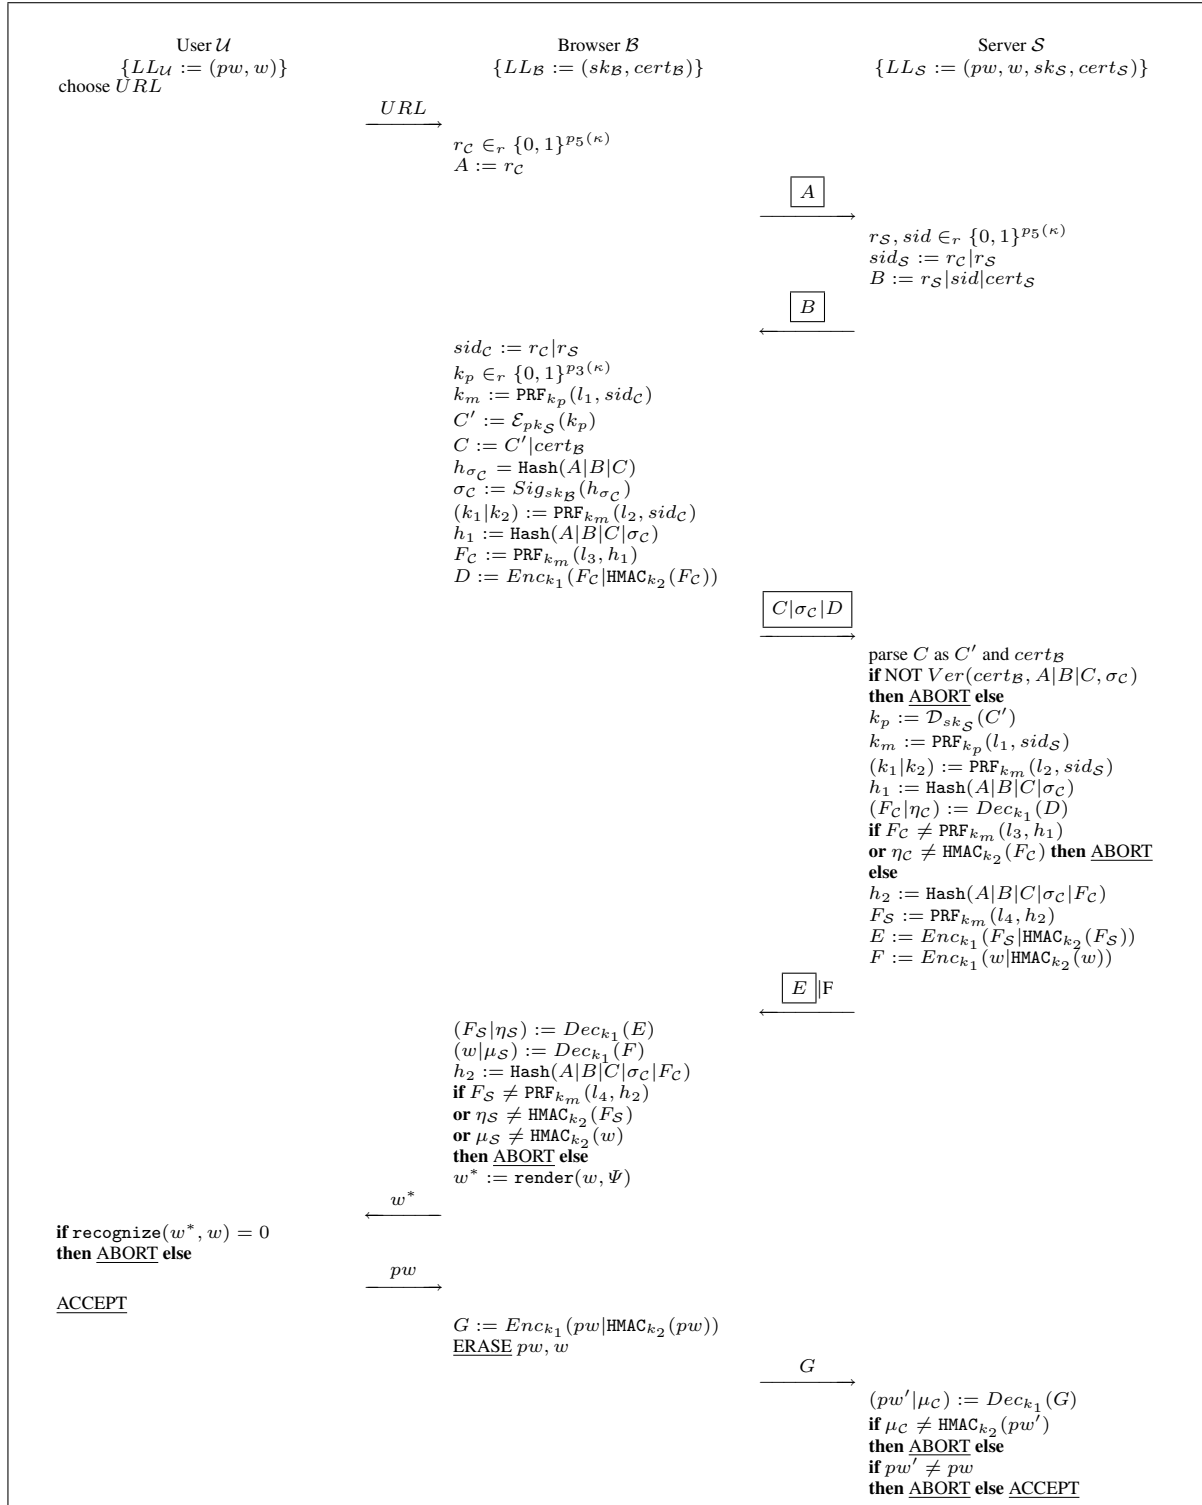 User 𝒰 Browser ℬ Server 𝒮
{LL_𝒰 := (pw, w)} {LL_ℬ := (sk_ℬ, cert_ℬ)} {LL_𝒮 := (pw, w, sk_𝒮, cert_𝒮)}
choose URL
URL
r_𝒞 ∈_r {0, 1}^{p_5(κ)}
A := r_𝒞
A
r_𝒮, sid ∈_r {0, 1}^{p_5(κ)}
sid_𝒮 := r_𝒞|r_𝒮
B := r_𝒮|sid|cert_𝒮
B
sid_𝒞 := r_𝒞|r_𝒮
k_p ∈_r {0, 1}^{p_3(κ)}
k_m := PRF_{k_p}(l_1, sid_𝒞)
C' := ℰ_{pk_𝒮}(k_p)
C := C'|cert_ℬ
h_{σ_𝒞} = Hash(A|B|C)
σ_𝒞 := Sig_{sk_ℬ}(h_{σ_𝒞})
(k_1|k_2) := PRF_{k_m}(l_2, sid_𝒞)
h_1 := Hash(A|B|C|σ_𝒞)
F_𝒞 := PRF_{k_m}(l_3, h_1)
D := Enc_{k_1}(F_𝒞|HMAC_{k_2}(F_𝒞))
C|σ_𝒞|D
parse C as C' and cert_ℬ
if NOT Ver(cert_ℬ, A|B|C, σ_𝒞)
then ABORT else
k_p := 𝒟_{sk_𝒮}(C')
k_m := PRF_{k_p}(l_1, sid_𝒮)
(k_1|k_2) := PRF_{k_m}(l_2, sid_𝒮)
h_1 := Hash(A|B|C|σ_𝒞)
(F_𝒞|η_𝒞) := Dec_{k_1}(D)
if F_𝒞 ≠ PRF_{k_m}(l_3, h_1)
or η_𝒞 ≠ HMAC_{k_2}(F_𝒞) then ABORT
else
h_2 := Hash(A|B|C|σ_𝒞|F_𝒞)
F_𝒮 := PRF_{k_m}(l_4, h_2)
E := Enc_{k_1}(F_𝒮|HMAC_{k_2}(F_𝒮))
F := Enc_{k_1}(w|HMAC_{k_2}(w))
E |F
(F_𝒮|η_𝒮) := Dec_{k_1}(E)
(w|μ_𝒮) := Dec_{k_1}(F)
h_2 := Hash(A|B|C|σ_𝒞|F_𝒞)
if F_𝒮 ≠ PRF_{k_m}(l_4, h_2)
or η_𝒮 ≠ HMAC_{k_2}(F_𝒮)
or μ_𝒮 ≠ HMAC_{k_2}(w)
then ABORT else
w* := render(w, Ψ)
w*
if recognize(w*, w) = 0
then ABORT else
pw
ACCEPT
G := Enc_{k_1}(pw|HMAC_{k_2}(pw))
ERASE pw, w
G
(pw'|μ_𝒞) := Dec_{k_1}(G)
if μ_𝒞 ≠ HMAC_{k_2}(pw')
then ABORT else
if pw' ≠ pw
then ABORT else ACCEPT